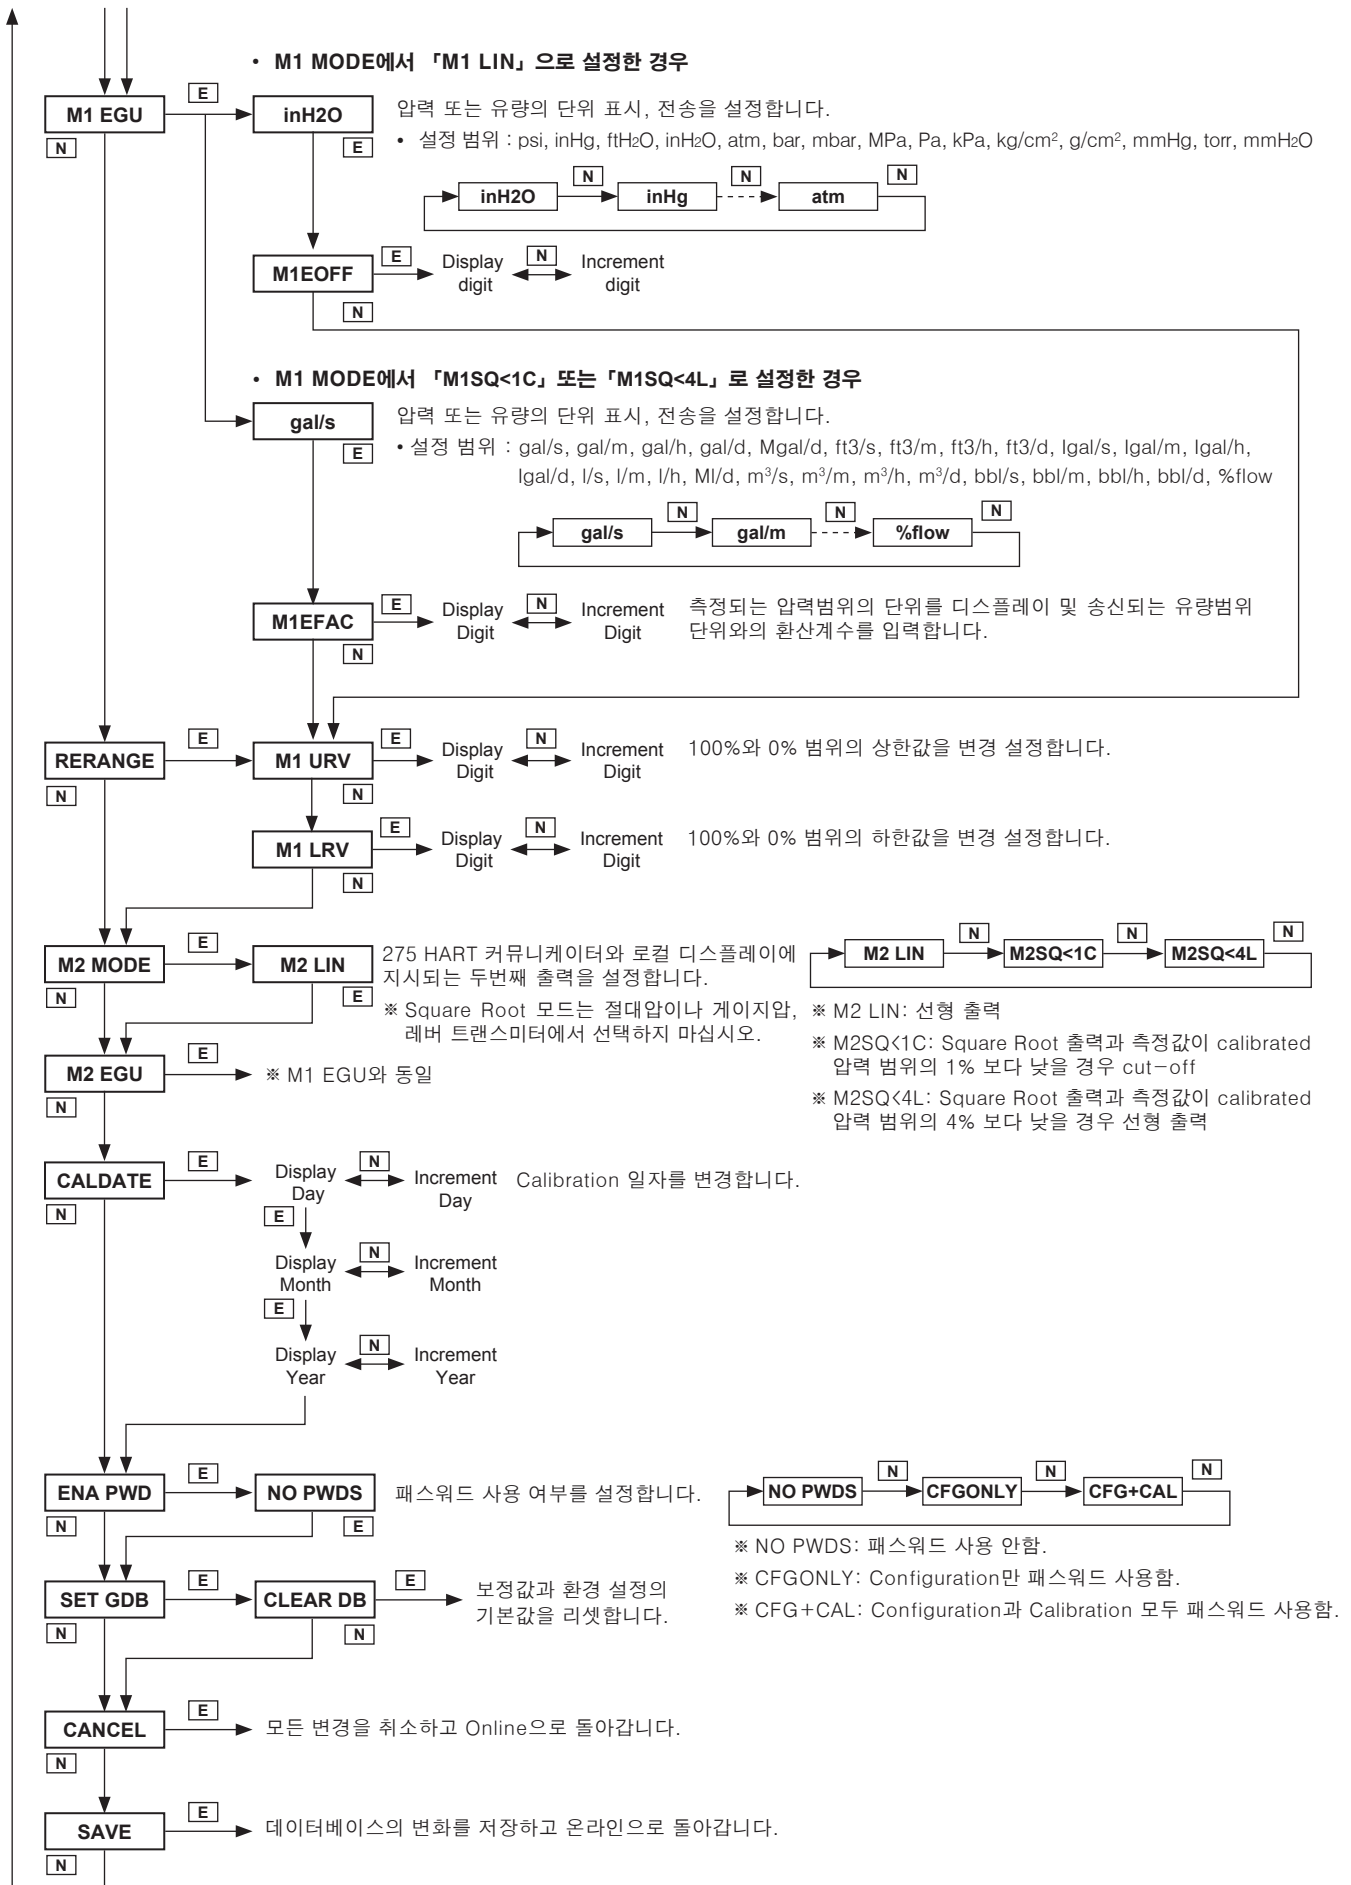 • M1 MODE에서 「M1 LIN」으로 설정한 경우
M1 EGU
E
N
inH2O
E
압력 또는 유량의 단위 표시, 전송을 설정합니다.
• 설정 범위 : psi, inHg, ftH2O, inH2O, atm, bar, mbar, MPa, Pa, kPa, kg/cm², g/cm², mmHg, torr, mmH2O
inH2O N inHg N atm N
M1EOFF
E
N
Display digit
N
Increment digit
• M1 MODE에서 「M1SQ<1C」또는「M1SQ<4L」로 설정한 경우
gal/s
E
압력 또는 유량의 단위 표시, 전송을 설정합니다.
• 설정 범위 : gal/s, gal/m, gal/h, gal/d, Mgal/d, ft3/s, ft3/m, ft3/h, ft3/d, Igal/s, Igal/m, Igal/h,
Igal/d, l/s, l/m, l/h, Ml/d, m³/s, m³/m, m³/h, m³/d, bbl/s, bbl/m, bbl/h, bbl/d, %flow
gal/s N gal/m N %flow N
M1EFAC
E
N
Display Digit
N
Increment Digit
측정되는 압력범위의 단위를 디스플레이 및 송신되는 유량범위
단위와의 환산계수를 입력합니다.
RERANGE
E
N
M1 URV
E
N
Display Digit
N
Increment Digit
100%와 0% 범위의 상한값을 변경 설정합니다.
M1 LRV
E
N
Display Digit
N
Increment Digit
100%와 0% 범위의 하한값을 변경 설정합니다.
M2 MODE
E
N
M2 LIN
E
275 HART 커뮤니케이터와 로컬 디스플레이에
지시되는 두번째 출력을 설정합니다.
※ Square Root 모드는 절대압이나 게이지압,
레버 트랜스미터에서 선택하지 마십시오.
M2 LIN N M2SQ<1C N M2SQ<4L N
※ M2 LIN: 선형 출력
※ M2SQ<1C: Square Root 출력과 측정값이 calibrated
압력 범위의 1% 보다 낮을 경우 cut-off
※ M2SQ<4L: Square Root 출력과 측정값이 calibrated
압력 범위의 4% 보다 낮을 경우 선형 출력
M2 EGU
E
N
※ M1 EGU와 동일
CALDATE
E
N
Display Day
N
Increment Day
Calibration 일자를 변경합니다.
E
Display Month
N
Increment Month
E
Display Year
N
Increment Year
ENA PWD
E
N
NO PWDS
E
패스워드 사용 여부를 설정합니다.
NO PWDS N CFGONLY N CFG+CAL N
※ NO PWDS: 패스워드 사용 안함.
※ CFGONLY: Configuration만 패스워드 사용함.
※ CFG+CAL: Configuration과 Calibration 모두 패스워드 사용함.
SET GDB
E
N
CLEAR DB
E
N
보정값과 환경 설정의
기본값을 리셋합니다.
CANCEL
E
N
모든 변경을 취소하고 Online으로 돌아갑니다.
SAVE
E
N
데이터베이스의 변화를 저장하고 온라인으로 돌아갑니다.